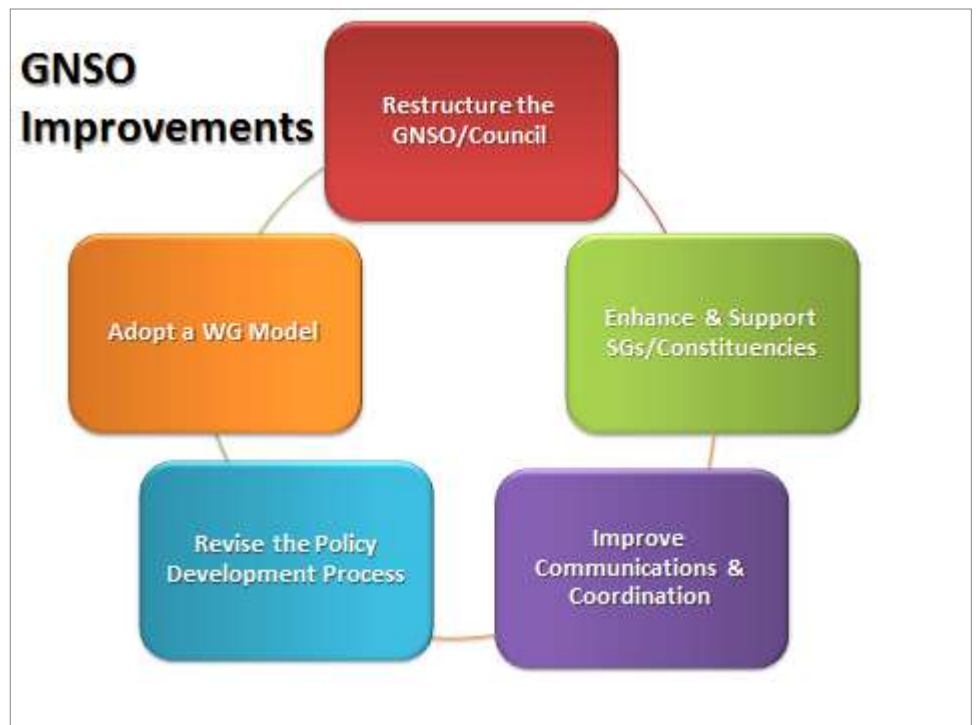 GNSO
Improvements
Restructure the
GNSO/Council
Enhance & Support
SGs/Constituencies
Improve
Communications &
Coordination
Revise the Policy
Development Process
Adopt a WG Model